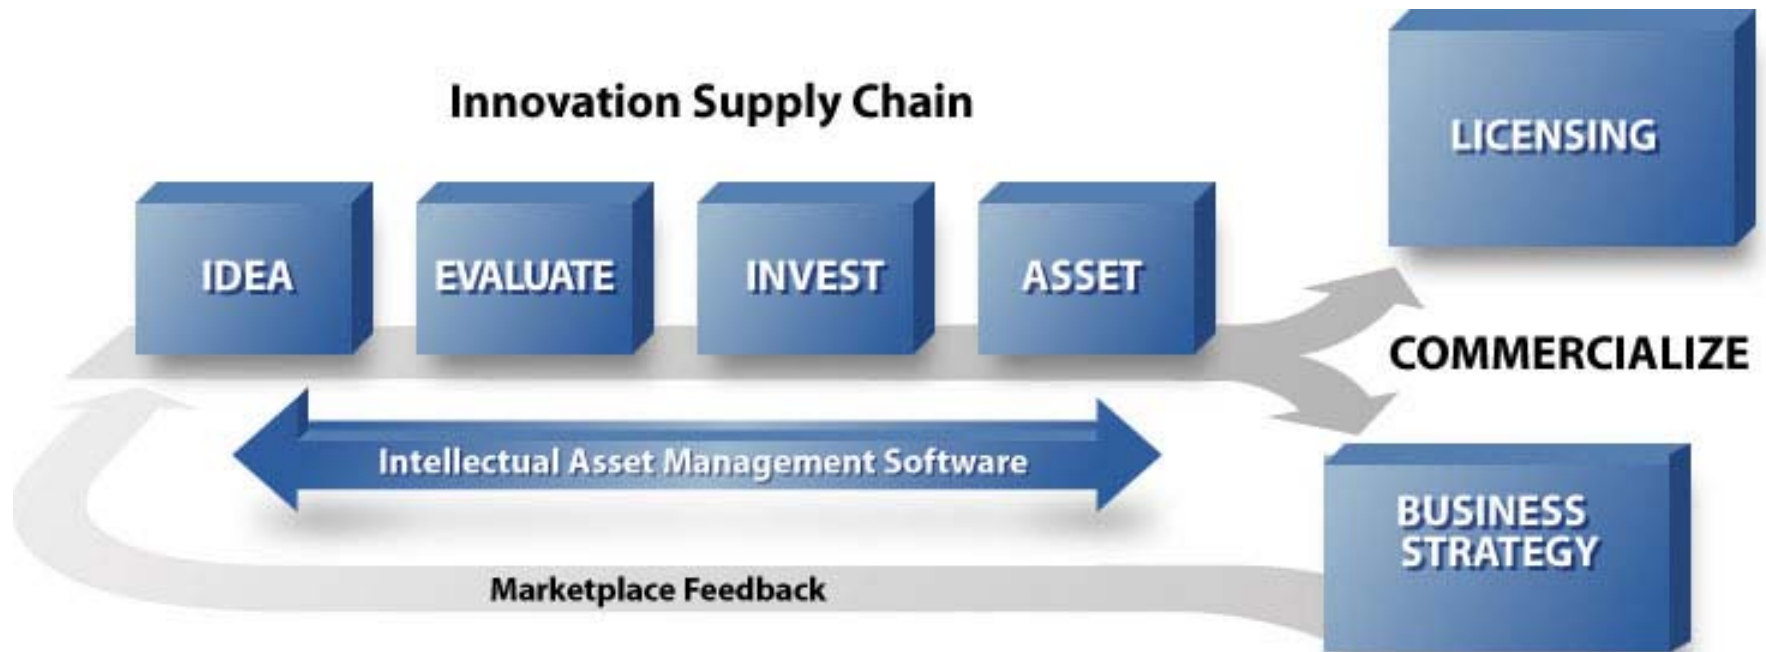 Innovation Supply Chain
IDEA
EVALUATE
INVEST
ASSET
LICENSING
COMMERCIALIZE
Intellectual Asset Management Software
BUSINESS
STRATEGY
Marketplace Feedback